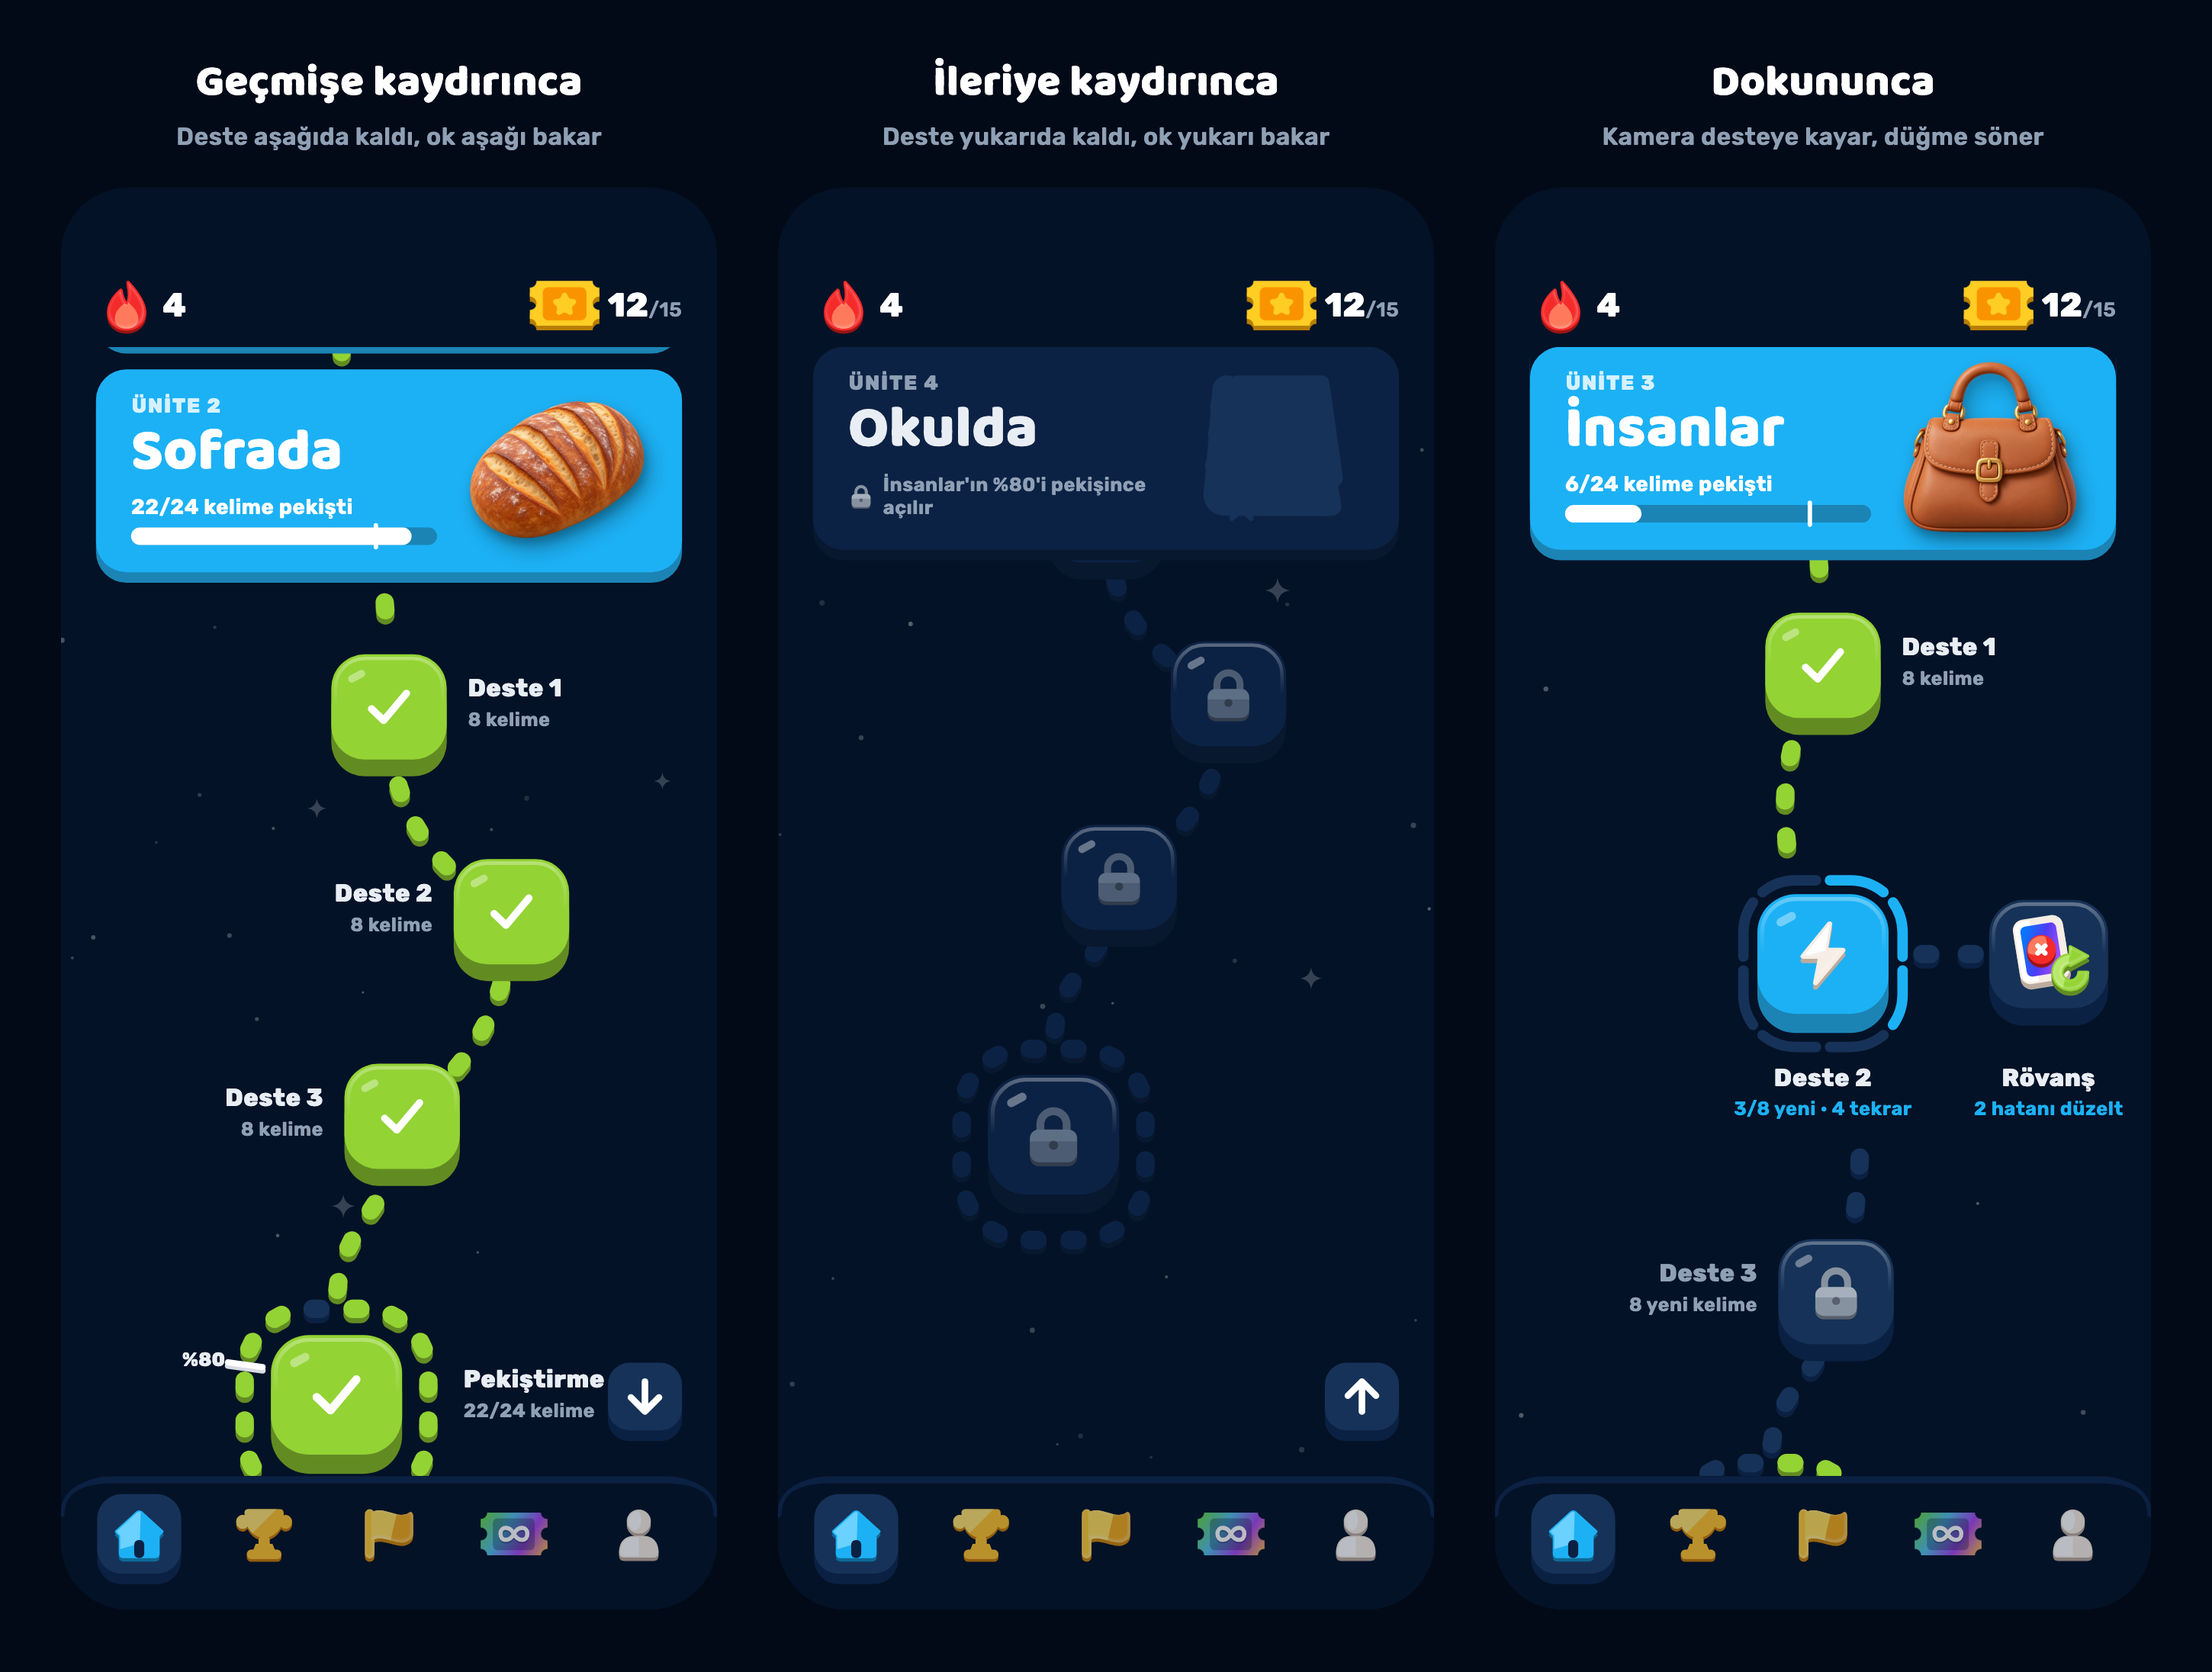 Geçmişe kaydırınca
Deste aşağıda kaldı, ok aşağı bakar
4
12/15
ÜNİTE 2
Sofrada
22/24 kelime pekişti
Deste 1
8 kelime
Deste 2
8 kelime
Deste 3
8 kelime
%80
Pekiştirme
22/24 kelime
İleriye kaydırınca
Deste yukarıda kaldı, ok yukarı bakar
4
12/15
ÜNİTE 4
Okulda
İnsanlar'ın %80'i pekişince
açılır
Dokununca
Kamera desteye kayar, düğme söner
4
12/15
ÜNİTE 3
İnsanlar
6/24 kelime pekişti
Deste 1
8 kelime
Deste 2
3/8 yeni • 4 tekrar
Rövanş
2 hatanı düzelt
Deste 3
8 yeni kelime